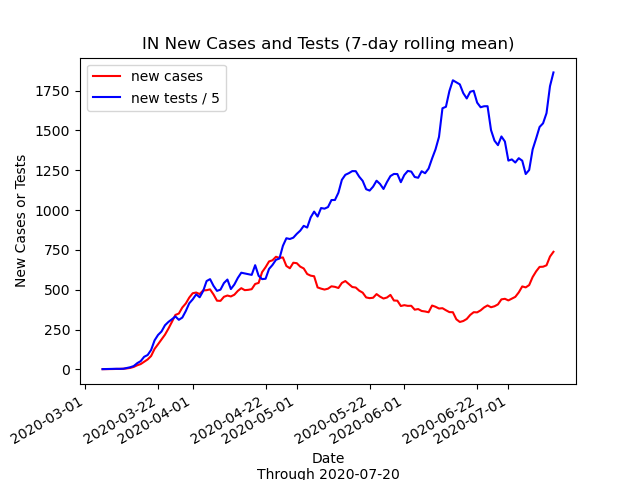 IN New Cases and Tests (7-day rolling mean)
new cases
new tests / 5
New Cases or Tests
1750
1500
1250
1000
750
500
250
0
2020-03-01
2020-03-22
2020-04-01
2020-04-22
2020-05-01
2020-05-22
2020-06-01
2020-06-22
2020-07-01
Date
Through 2020-07-20